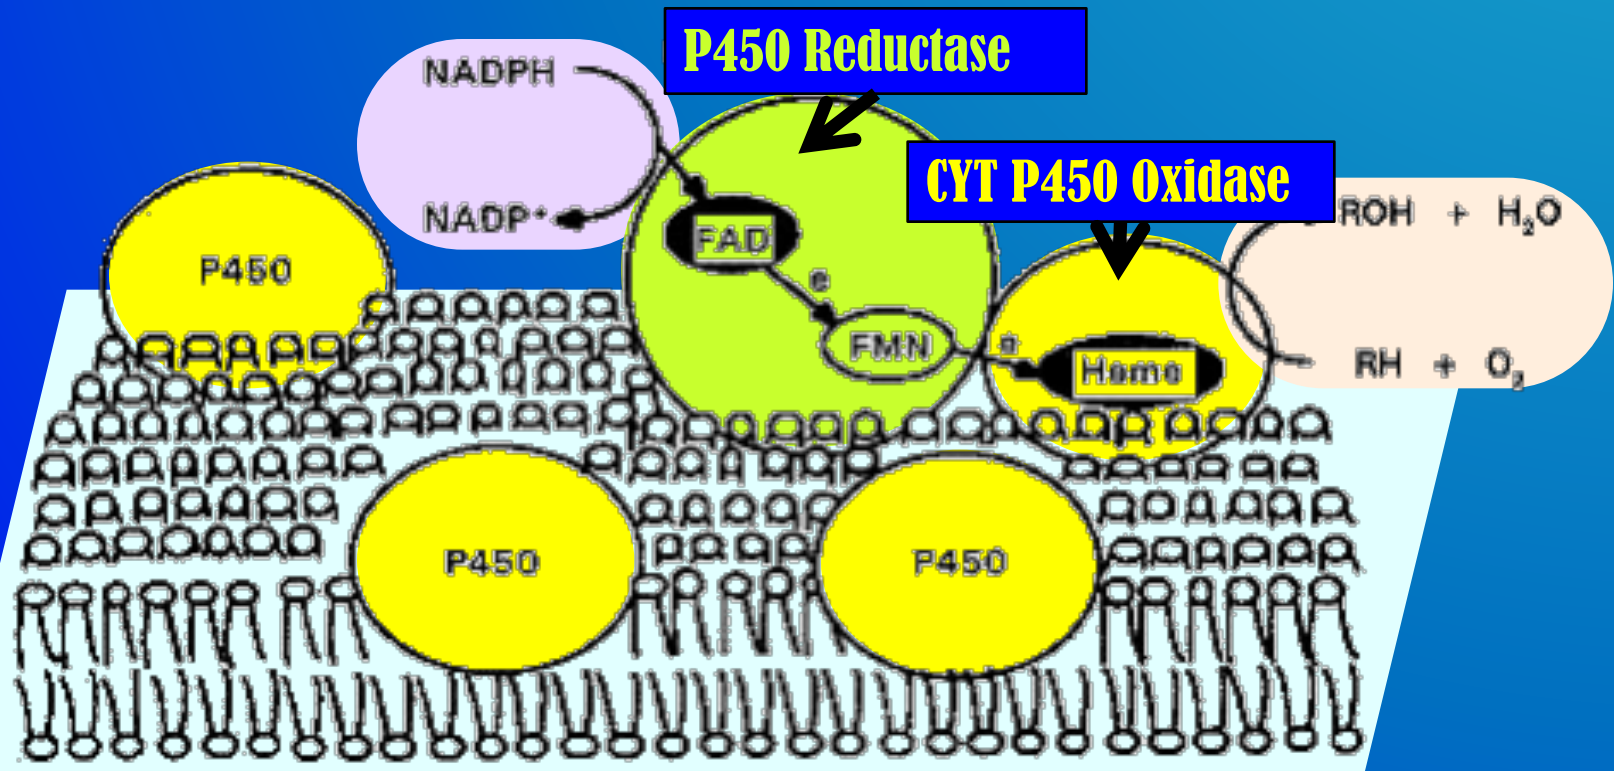 P450 Reductase
NADPH
CYT P450 Oxidase
NADP+
FAD
ROH + H₂O
P450
e
FMN
e
Heme
RH + O₂
P450
P450